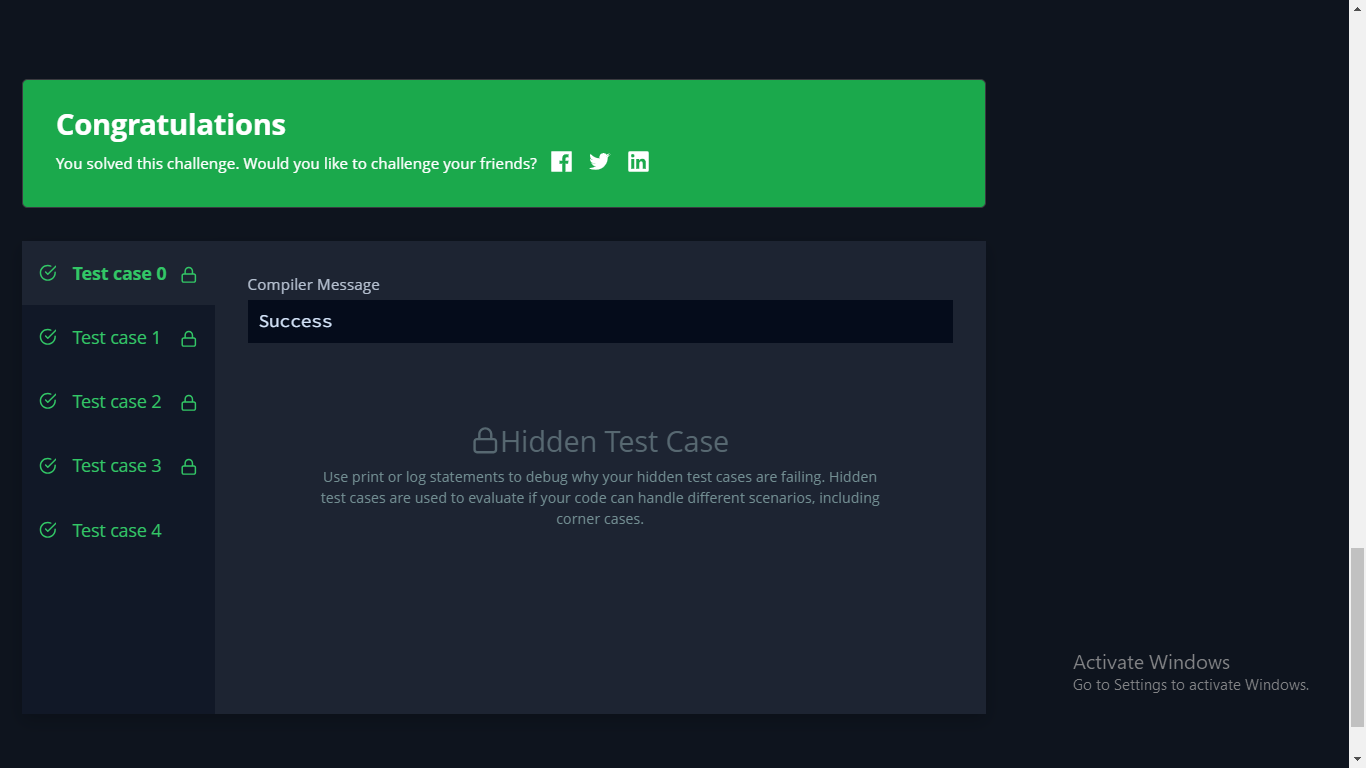 Congratulations
You solved this challenge. Would you like to challenge your friends?
Test case 0
Test case 1
Test case 2
Test case 3
Test case 4
Compiler Message
Success
Hidden Test Case
Use print or log statements to debug why your hidden test cases are failing. Hidden
test cases are used to evaluate if your code can handle different scenarios, including
corner cases.
Activate Windows
Go to Settings to activate Windows.